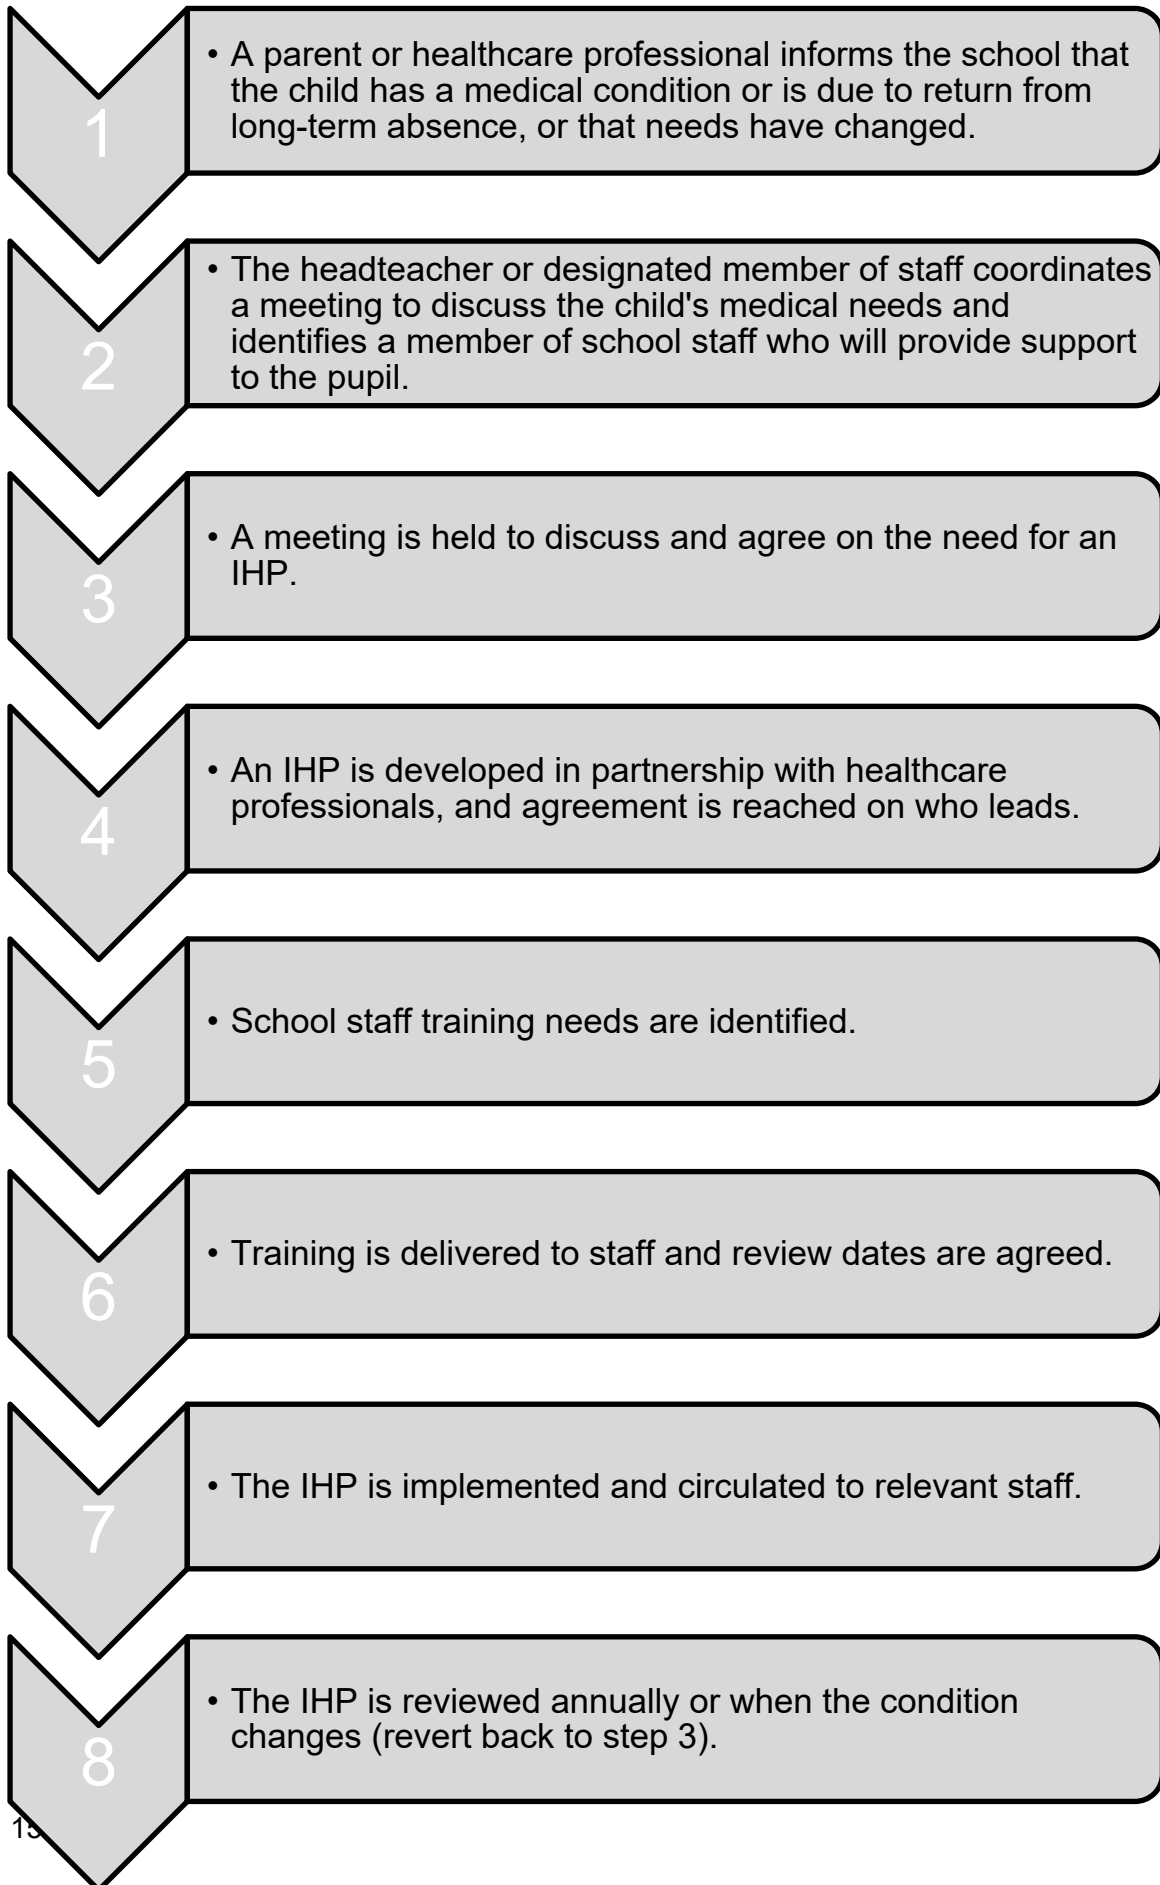 1
• A parent or healthcare professional informs the school that
the child has a medical condition or is due to return from
long-term absence, or that needs have changed.
2
• The headteacher or designated member of staff coordinates
a meeting to discuss the child's medical needs and
identifies a member of school staff who will provide support
to the pupil.
3
• A meeting is held to discuss and agree on the need for an
IHP.
4
• An IHP is developed in partnership with healthcare
professionals, and agreement is reached on who leads.
5
• School staff training needs are identified.
6
• Training is delivered to staff and review dates are agreed.
7
• The IHP is implemented and circulated to relevant staff.
8
• The IHP is reviewed annually or when the condition
changes (revert back to step 3).